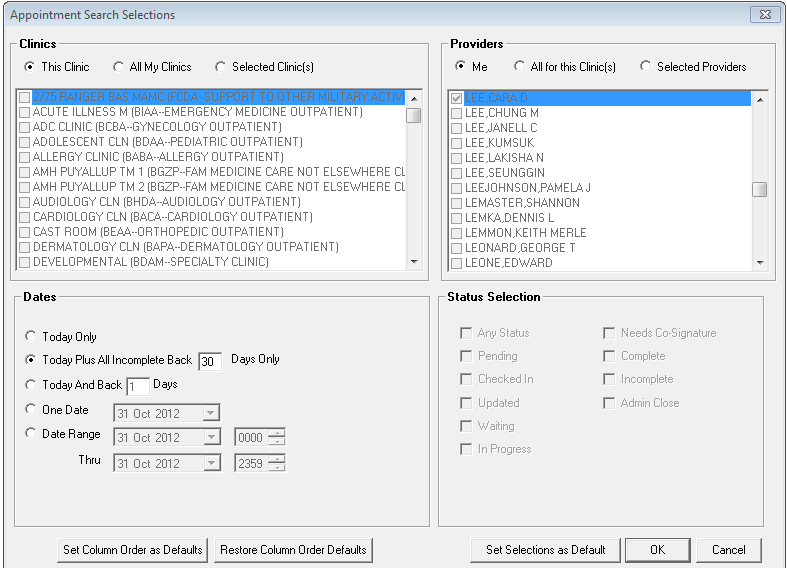 Appointment Search Selections
Clinics
This Clinic All My Clinics Selected Clinic(s)
2/75 RANGER BAS MAMC (FCDA--SUPPORT TO OTHER MILITARY ACTIVI
ACUTE ILLNESS M (BIAA--EMERGENCY MEDICINE OUTPATIENT)
ADC CLINIC (BCBA--GYNECOLOGY OUTPATIENT)
ADOLESCENT CLN (BDAA--PEDIATRIC OUTPATIENT)
ALLERGY CLINIC (BABA--ALLERGY OUTPATIENT)
AMH PUYALLUP TM 1 (BGZP--FAM MEDICINE CARE NOT ELSEWHERE CL
AMH PUYALLUP TM 2 (BGZP--FAM MEDICINE CARE NOT ELSEWHERE CL
AUDIOLOGY CLN (BHDA--AUDIOLOGY OUTPATIENT)
CARDIOLOGY CLN (BACA--CARDIOLOGY OUTPATIENT)
CAST ROOM (BEAA--ORTHOPEDIC OUTPATIENT)
DERMATOLOGY CLN (BAPA--DERMATOLOGY OUTPATIENT)
DEVELOPMENTAL (BDAM--SPECIALTY CLINIC)
Providers
Me All for this Clinic(s) Selected Providers
LEE,CARA D
LEE,CHUNG M
LEE,JANELL C
LEE,KUMSUK
LEE,LAKISHA N
LEE,SEUNGGIN
LEEJOHNSON,PAMELA J
LEMASTER,SHANNON
LEMKA,DENNIS L
LEMMON,KEITH MERLE
LEONARD,GEORGE T
LEONE,EDWARD
Dates
Today Only
Today Plus All Incomplete Back 30 Days Only
Today And Back 1 Days
One Date 31 Oct 2012
Date Range 31 Oct 2012 0000
Thru 31 Oct 2012 2359
Status Selection
Any Status Needs Co-Signature
Pending Complete
Checked In Incomplete
Updated Admin Close
Waiting
In Progress
Set Column Order as Defaults Restore Column Order Defaults Set Selections as Default OK Cancel